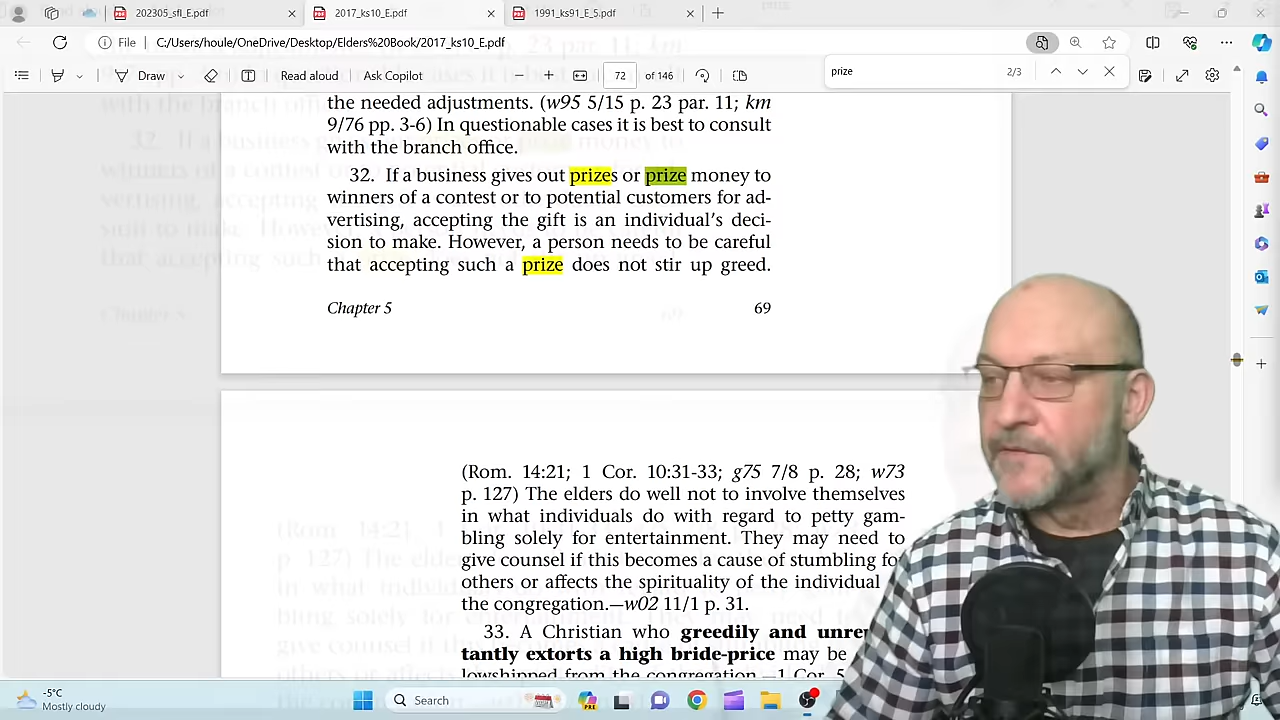 202305_sfl_E.pdf
2017_ks10_E.pdf
1991_ks91_E_5.pdf
File C:/Users/houle/OneDrive/Desktop/Elders%20Book/2017_ks10_E.pdf
Draw Read aloud Ask Copilot 72 of 146
prize 2/3
the needed adjustments. (w95 5/15 p. 23 par. 11; km
9/76 pp. 3-6) In questionable cases it is best to consult
with the branch office.
32. If a business gives out prizes or prize money to
winners of a contest or to potential customers for ad-
vertising, accepting the gift is an individual's deci-
sion to make. However, a person needs to be careful
that accepting such a prize does not stir up greed.
Chapter 5 69
(Rom. 14:21; 1 Cor. 10:31-33; g75 7/8 p. 28; w73
p. 127) The elders do well not to involve themselves
in what individuals do with regard to petty gam-
bling solely for entertainment. They may need to
give counsel if this becomes a cause of stumbling fo
others or affects the spirituality of the individual
the congregation.—w02 11/1 p. 31.
33. A Christian who greedily and unre
tantly extorts a high bride-price may be
lowshipped from the congregation.—1 Cor. 5
-5°C
Mostly cloudy
Search